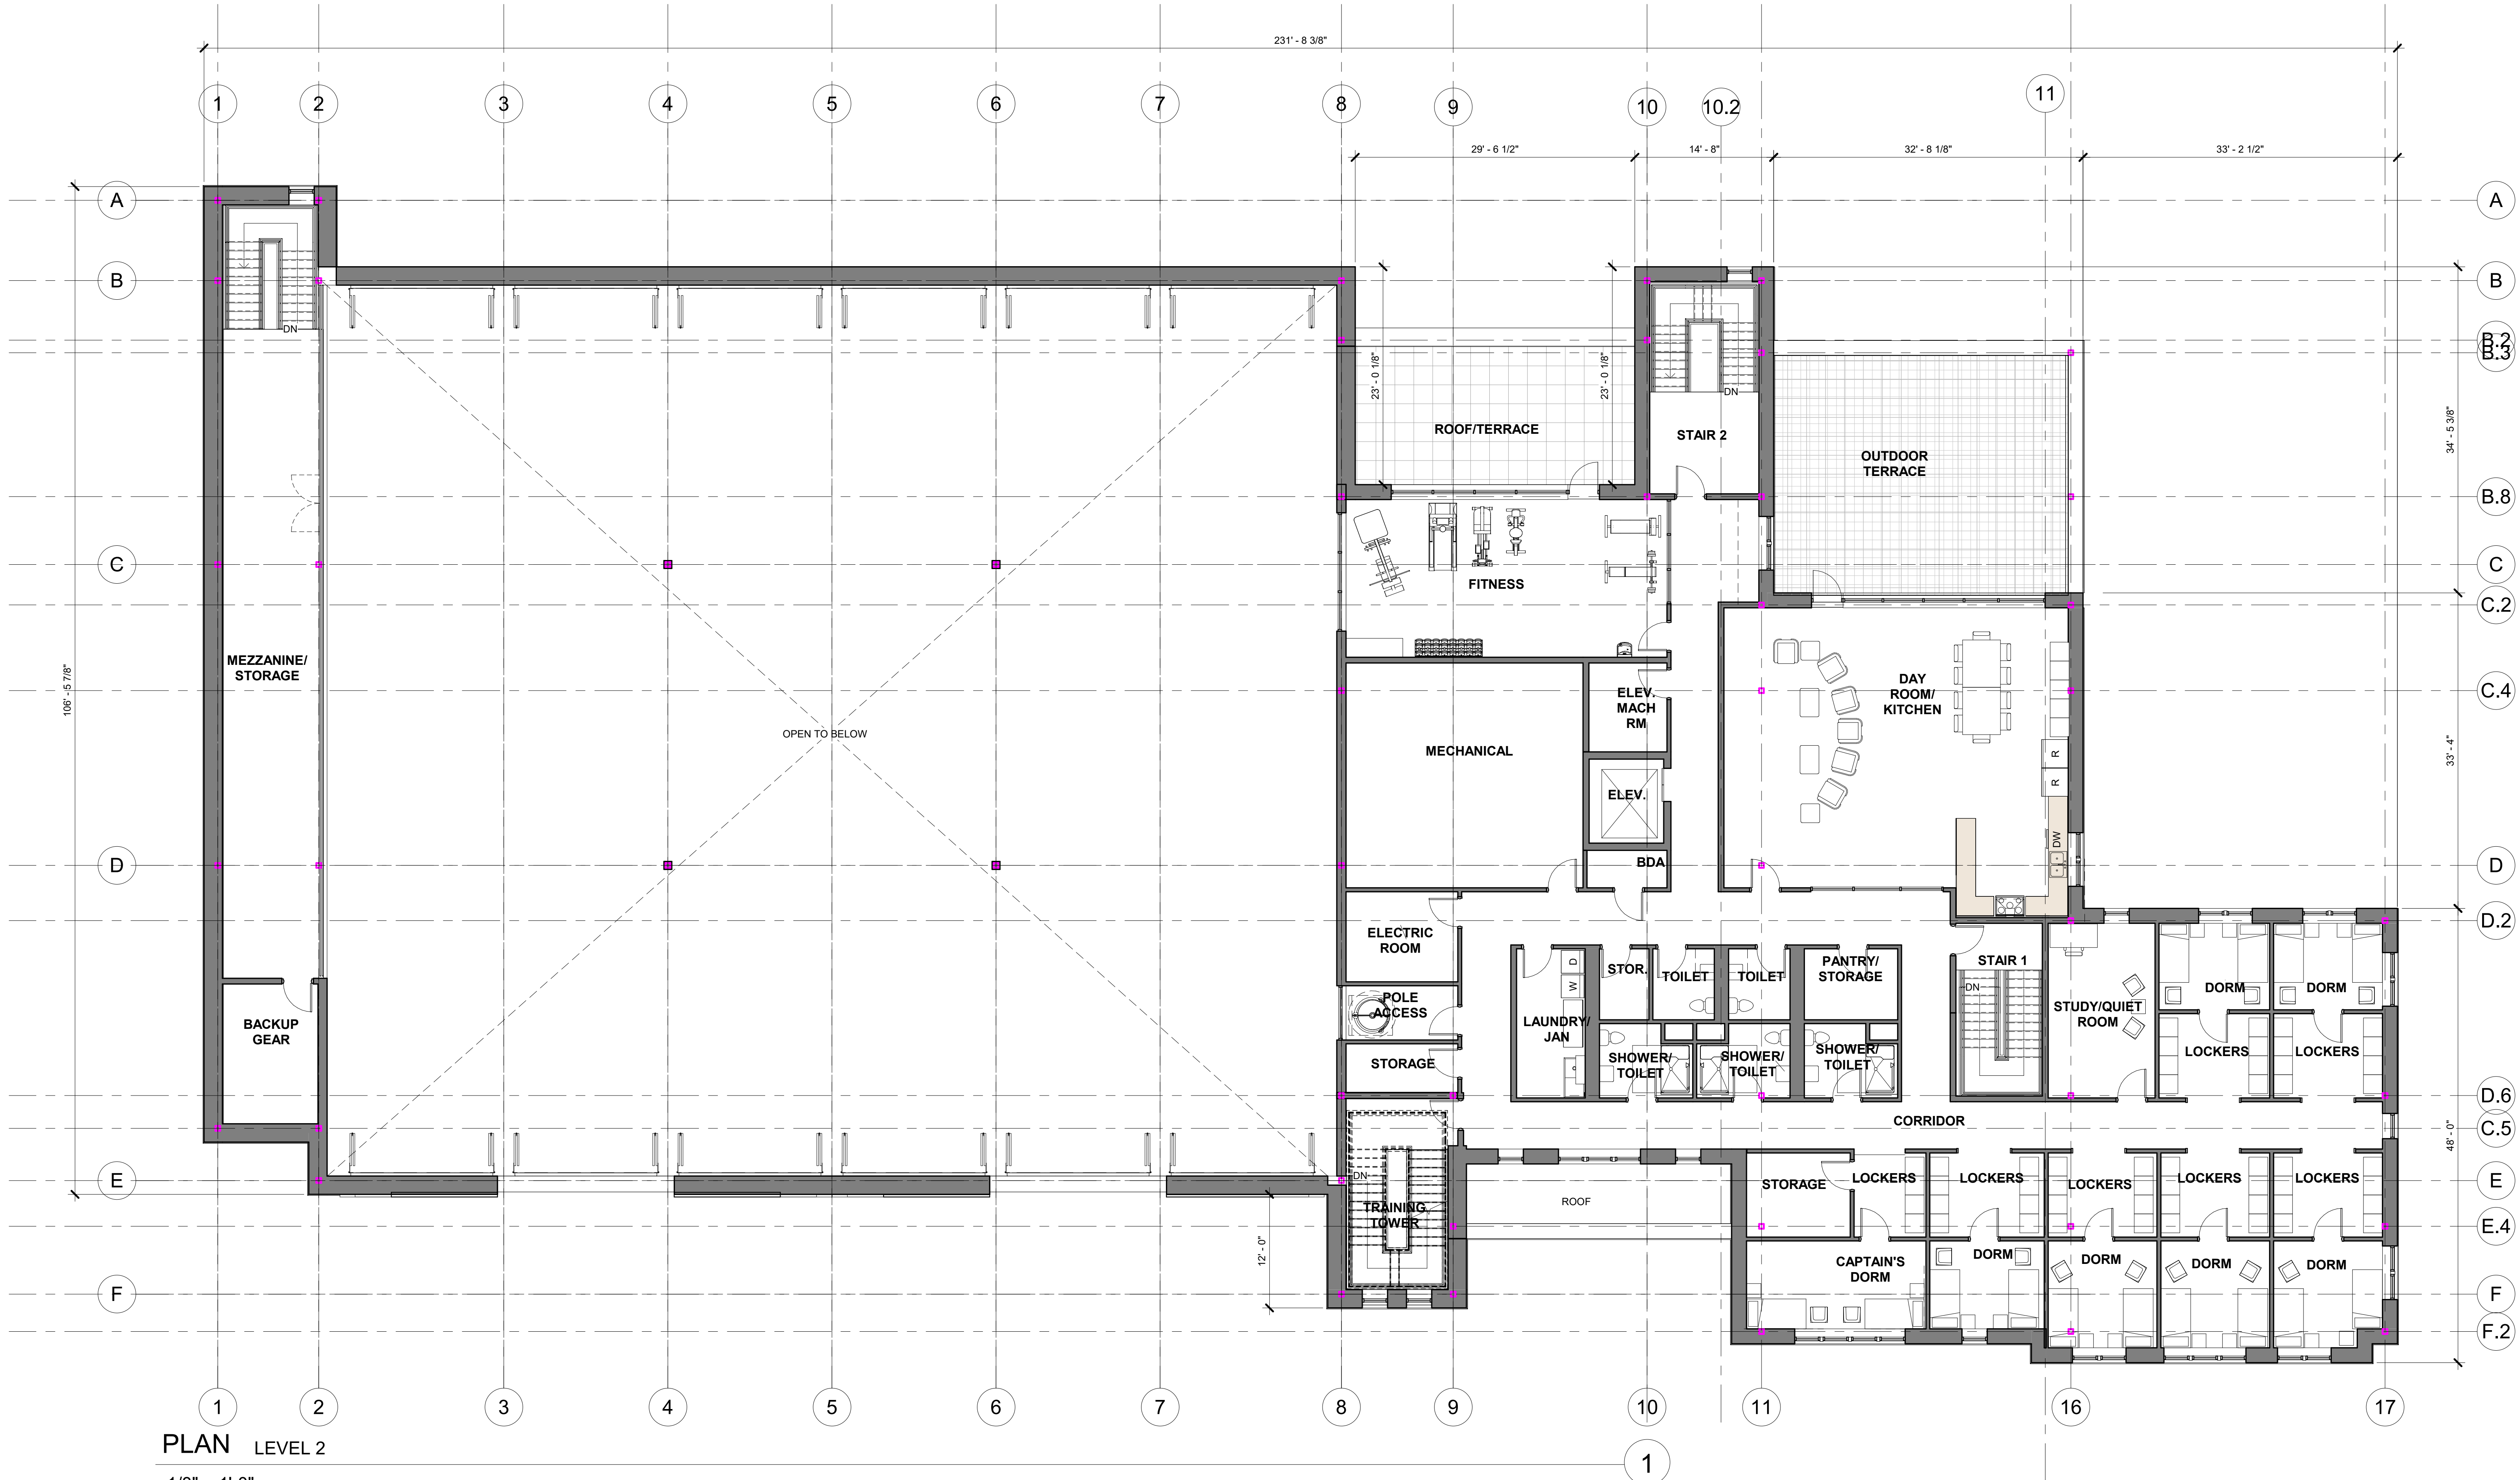 231' - 8 3/8"
1
2
3
4
5
6
7
8
9
10
10.2
11
29' - 6 1/2"
14' - 8"
32' - 8 1/8"
33' - 2 1/2"
A
A
B
B
B.2
B.3
B.8
C
C
C.2
C.4
D
D
D.2
D.6
C.5
E
E
E.4
F
F
F.2
106' - 5 7/8"
23' - 0 1/8"
23' - 0 1/8"
34' - 5 3/8"
33' - 4"
48' - 0"
12' - 0"
DN
MEZZANINE/
STORAGE
BACKUP
GEAR
OPEN TO BELOW
ROOF/TERRACE
DN
STAIR 2
OUTDOOR
TERRACE
FITNESS
ELEV.
MACH
RM
MECHANICAL
ELEV.
BDA
DAY
ROOM/
KITCHEN
R
R
DW
ELECTRIC
ROOM
POLE
ACCESS
STORAGE
D
W
LAUNDRY/
JAN
STOR.
TOILET
TOILET
PANTRY/
STORAGE
SHOWER/
TOILET
SHOWER/
TOILET
SHOWER/
TOILET
STAIR 1
DN
STUDY/QUIET
ROOM
DORM
DORM
LOCKERS
LOCKERS
CORRIDOR
DN
TRAINING
TOWER
ROOF
STORAGE
LOCKERS
LOCKERS
LOCKERS
LOCKERS
LOCKERS
CAPTAIN'S
DORM
DORM
DORM
DORM
DORM
1
2
3
4
5
6
7
8
9
10
11
16
17
PLAN LEVEL 2
1